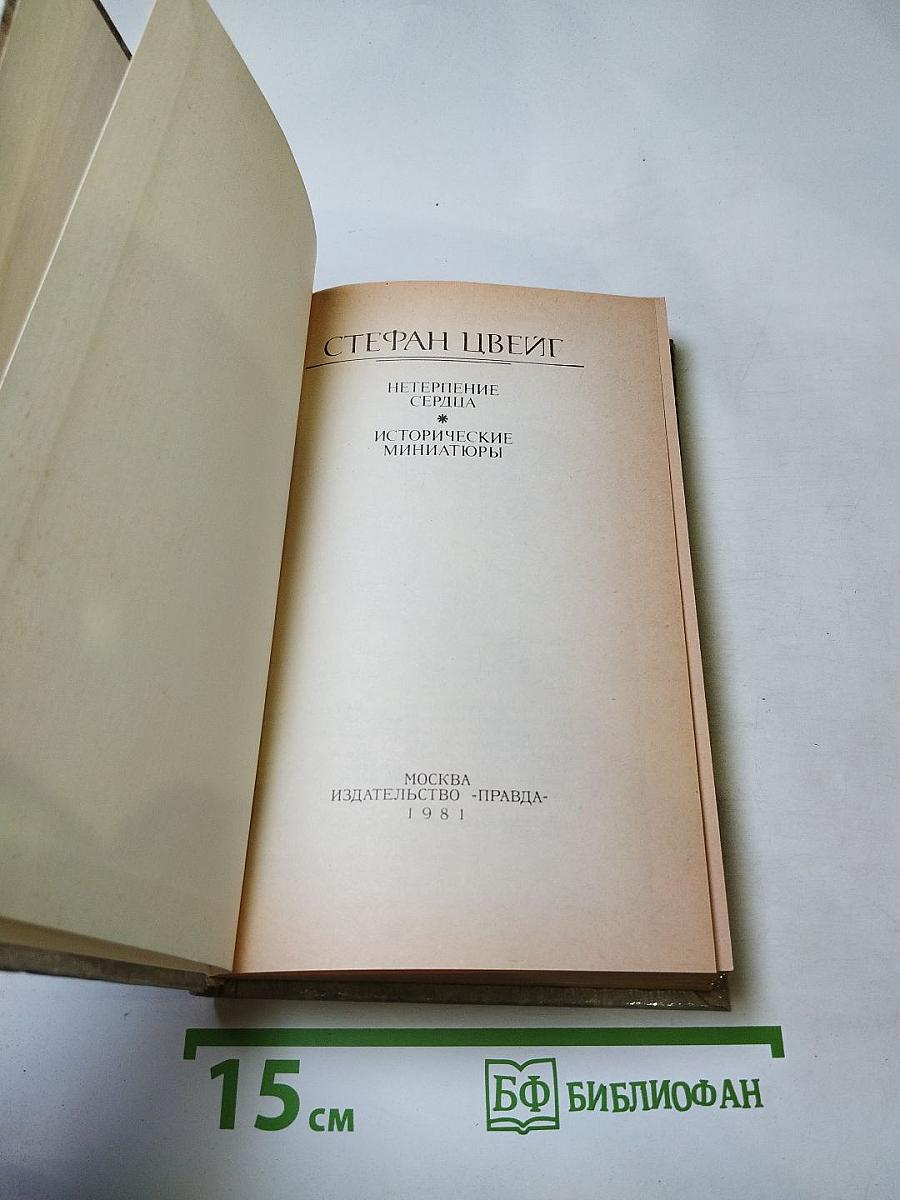 СТЕФАН ЦВЕЙГ
НЕТЕРПЕНИЕ
СЕРДЦА
*
ИСТОРИЧЕСКИЕ
МИНИАТЮРЫ
МОСКВА
ИЗДАТЕЛЬСТВО «ПРАВДА»
1981
15 см
БФ БИБЛИОФАН